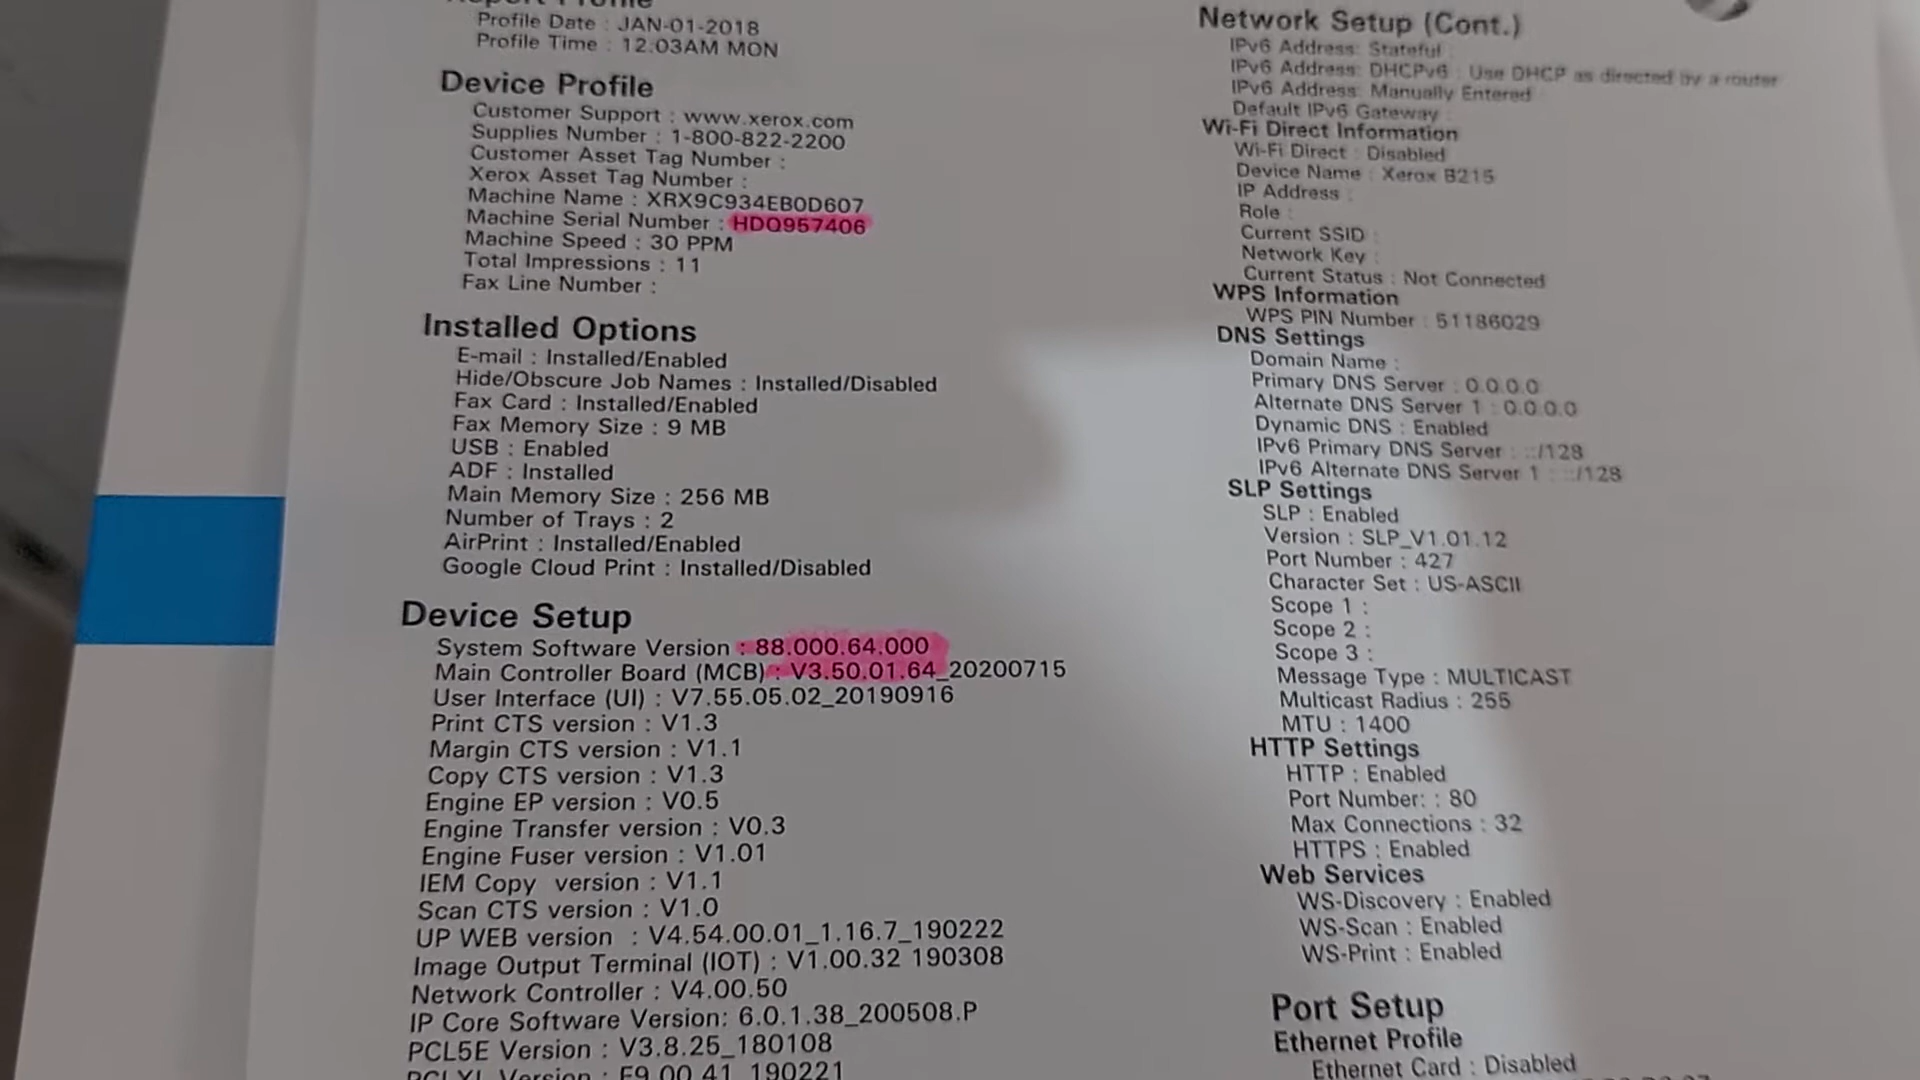 Report Profile
Profile Date : JAN-01-2018
Profile Time : 12:03AM MON
Device Profile
Customer Support : www.xerox.com
Supplies Number : 1-800-822-2200
Customer Asset Tag Number :
Xerox Asset Tag Number :
Machine Name : XRX9C934EB0D607
Machine Serial Number : HDQ957406
Machine Speed : 30 PPM
Total Impressions : 11
Fax Line Number :
Installed Options
E-mail : Installed/Enabled
Hide/Obscure Job Names : Installed/Disabled
Fax Card : Installed/Enabled
Fax Memory Size : 9 MB
USB : Enabled
ADF : Installed
Main Memory Size : 256 MB
Number of Trays : 2
AirPrint : Installed/Enabled
Google Cloud Print : Installed/Disabled
Device Setup
System Software Version : 88.000.64.000
Main Controller Board (MCB) : V3.50.01.64_20200715
User Interface (UI) : V7.55.05.02_20190916
Print CTS version : V1.3
Margin CTS version : V1.1
Copy CTS version : V1.3
Engine EP version : V0.5
Engine Transfer version : V0.3
Engine Fuser version : V1.01
IEM Copy version : V1.1
Scan CTS version : V1.0
UP WEB version : V4.54.00.01_1.16.7_190222
Image Output Terminal (IOT) : V1.00.32 190308
Network Controller : V4.00.50
IP Core Software Version: 6.0.1.38_200508.P
PCL5E Version : V3.8.25_180108
PCLXL Version : F9.00.41_190221
Network Setup (Cont.)
IPv6 Address: Stateful :
IPv6 Address: DHCPv6 : Use DHCP as directed by a router
IPv6 Address: Manually Entered
Default IPv6 Gateway :
Wi-Fi Direct Information
Wi-Fi Direct : Disabled
Device Name : Xerox B215
IP Address :
Role :
Current SSID :
Network Key :
Current Status : Not Connected
WPS Information
WPS PIN Number : 51186029
DNS Settings
Domain Name :
Primary DNS Server : 0.0.0.0
Alternate DNS Server 1 : 0.0.0.0
Dynamic DNS : Enabled
IPv6 Primary DNS Server : ::/128
IPv6 Alternate DNS Server 1 : ::/128
SLP Settings
SLP : Enabled
Version : SLP_V1.01.12
Port Number : 427
Character Set : US-ASCII
Scope 1 :
Scope 2 :
Scope 3 :
Message Type : MULTICAST
Multicast Radius : 255
MTU : 1400
HTTP Settings
HTTP : Enabled
Port Number: : 80
Max Connections : 32
HTTPS : Enabled
Web Services
WS-Discovery : Enabled
WS-Scan : Enabled
WS-Print : Enabled
Port Setup
Ethernet Profile
Ethernet Card : Disabled